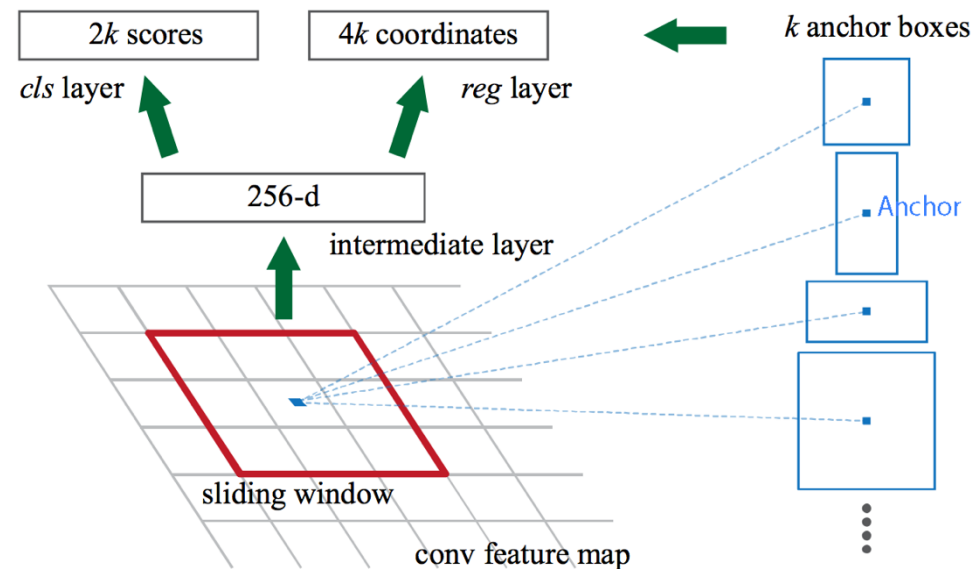 2k scores
4k coordinates
k anchor boxes
cls layer
reg layer
256-d
Anchor
intermediate layer
sliding window
conv feature map